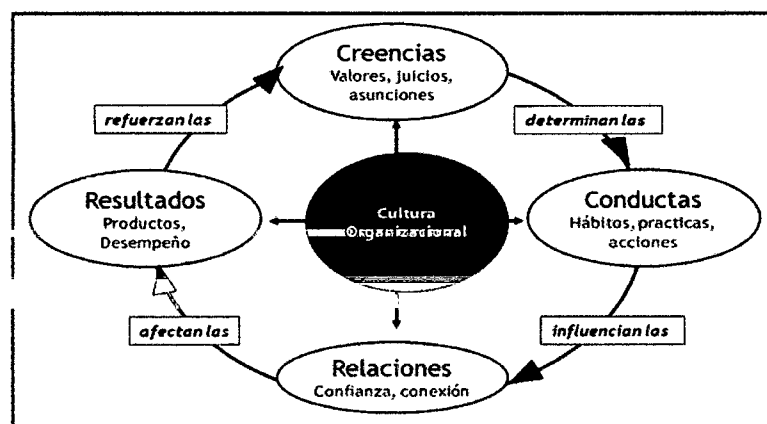 Creencias
Valores, juicios,
asunciones
refuerzan las
determinan las
Resultados
Productos,
Desempeño
Cultura
Organizacional
Conductas
Hábitos, practicas,
acciones
afectan las
influencian las
Relaciones
Confianza, conexión